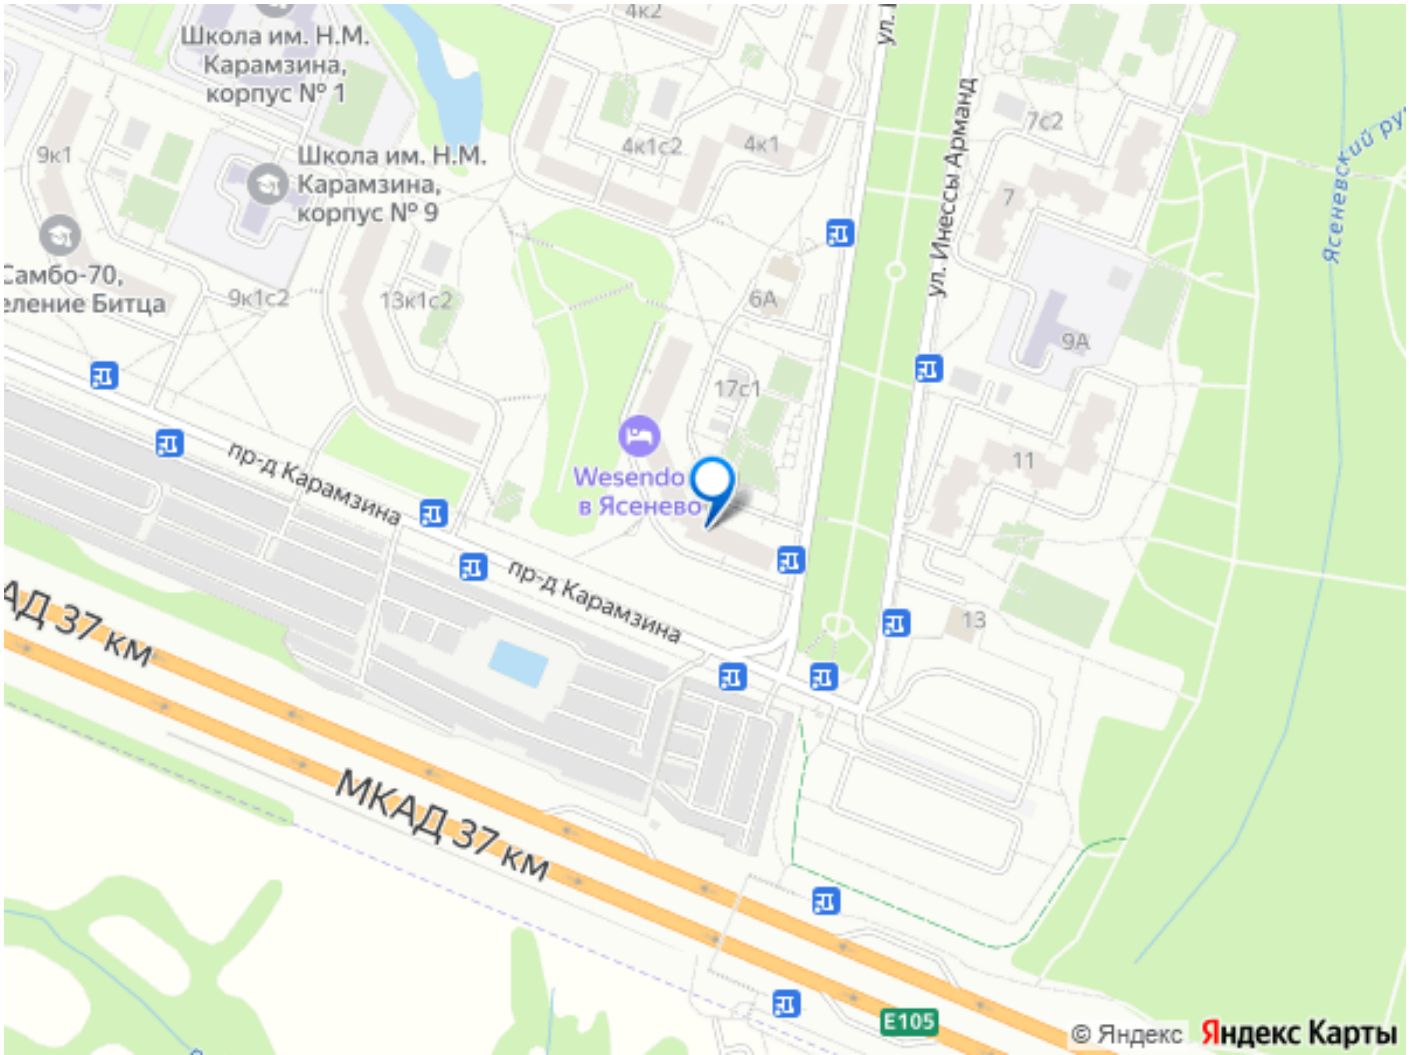 4к2
ул.
Школа им. Н.М.
Карамзина,
корпус № 1
ул. Инессы Арманд
7с2
Ясеневский
9к1
Школа им. Н.М.
Карамзина,
корпус № 9
4к1с2
4к1
7
Самбо-70,
еление Битца
9к1с2
13к1с2
6А
9А
17с1
пр-д Карамзина
Wesendo
в Ясенево
11
пр-д Карамзина
13
АД 37 км
МКАД 37 км
E105
© Яндекс Яндекс Карты